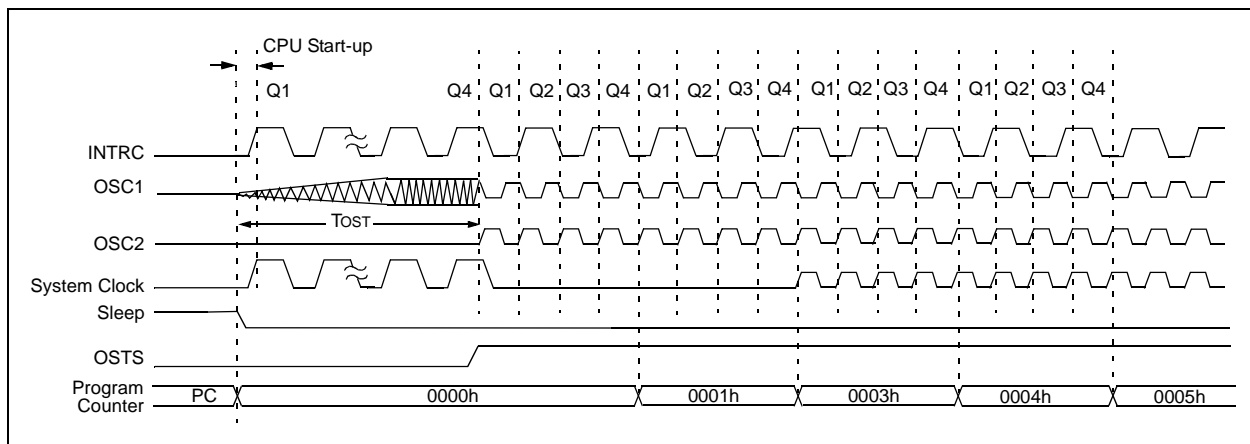 CPU Start-up
Q1 Q4 Q1 Q2 Q3 Q4 Q1 Q2 Q3 Q4 Q1 Q2 Q3 Q4 Q1 Q2 Q3 Q4
INTRC
OSC1
TOST
OSC2
System Clock
Sleep
OSTS
Program Counter PC 0000h 0001h 0003h 0004h 0005h